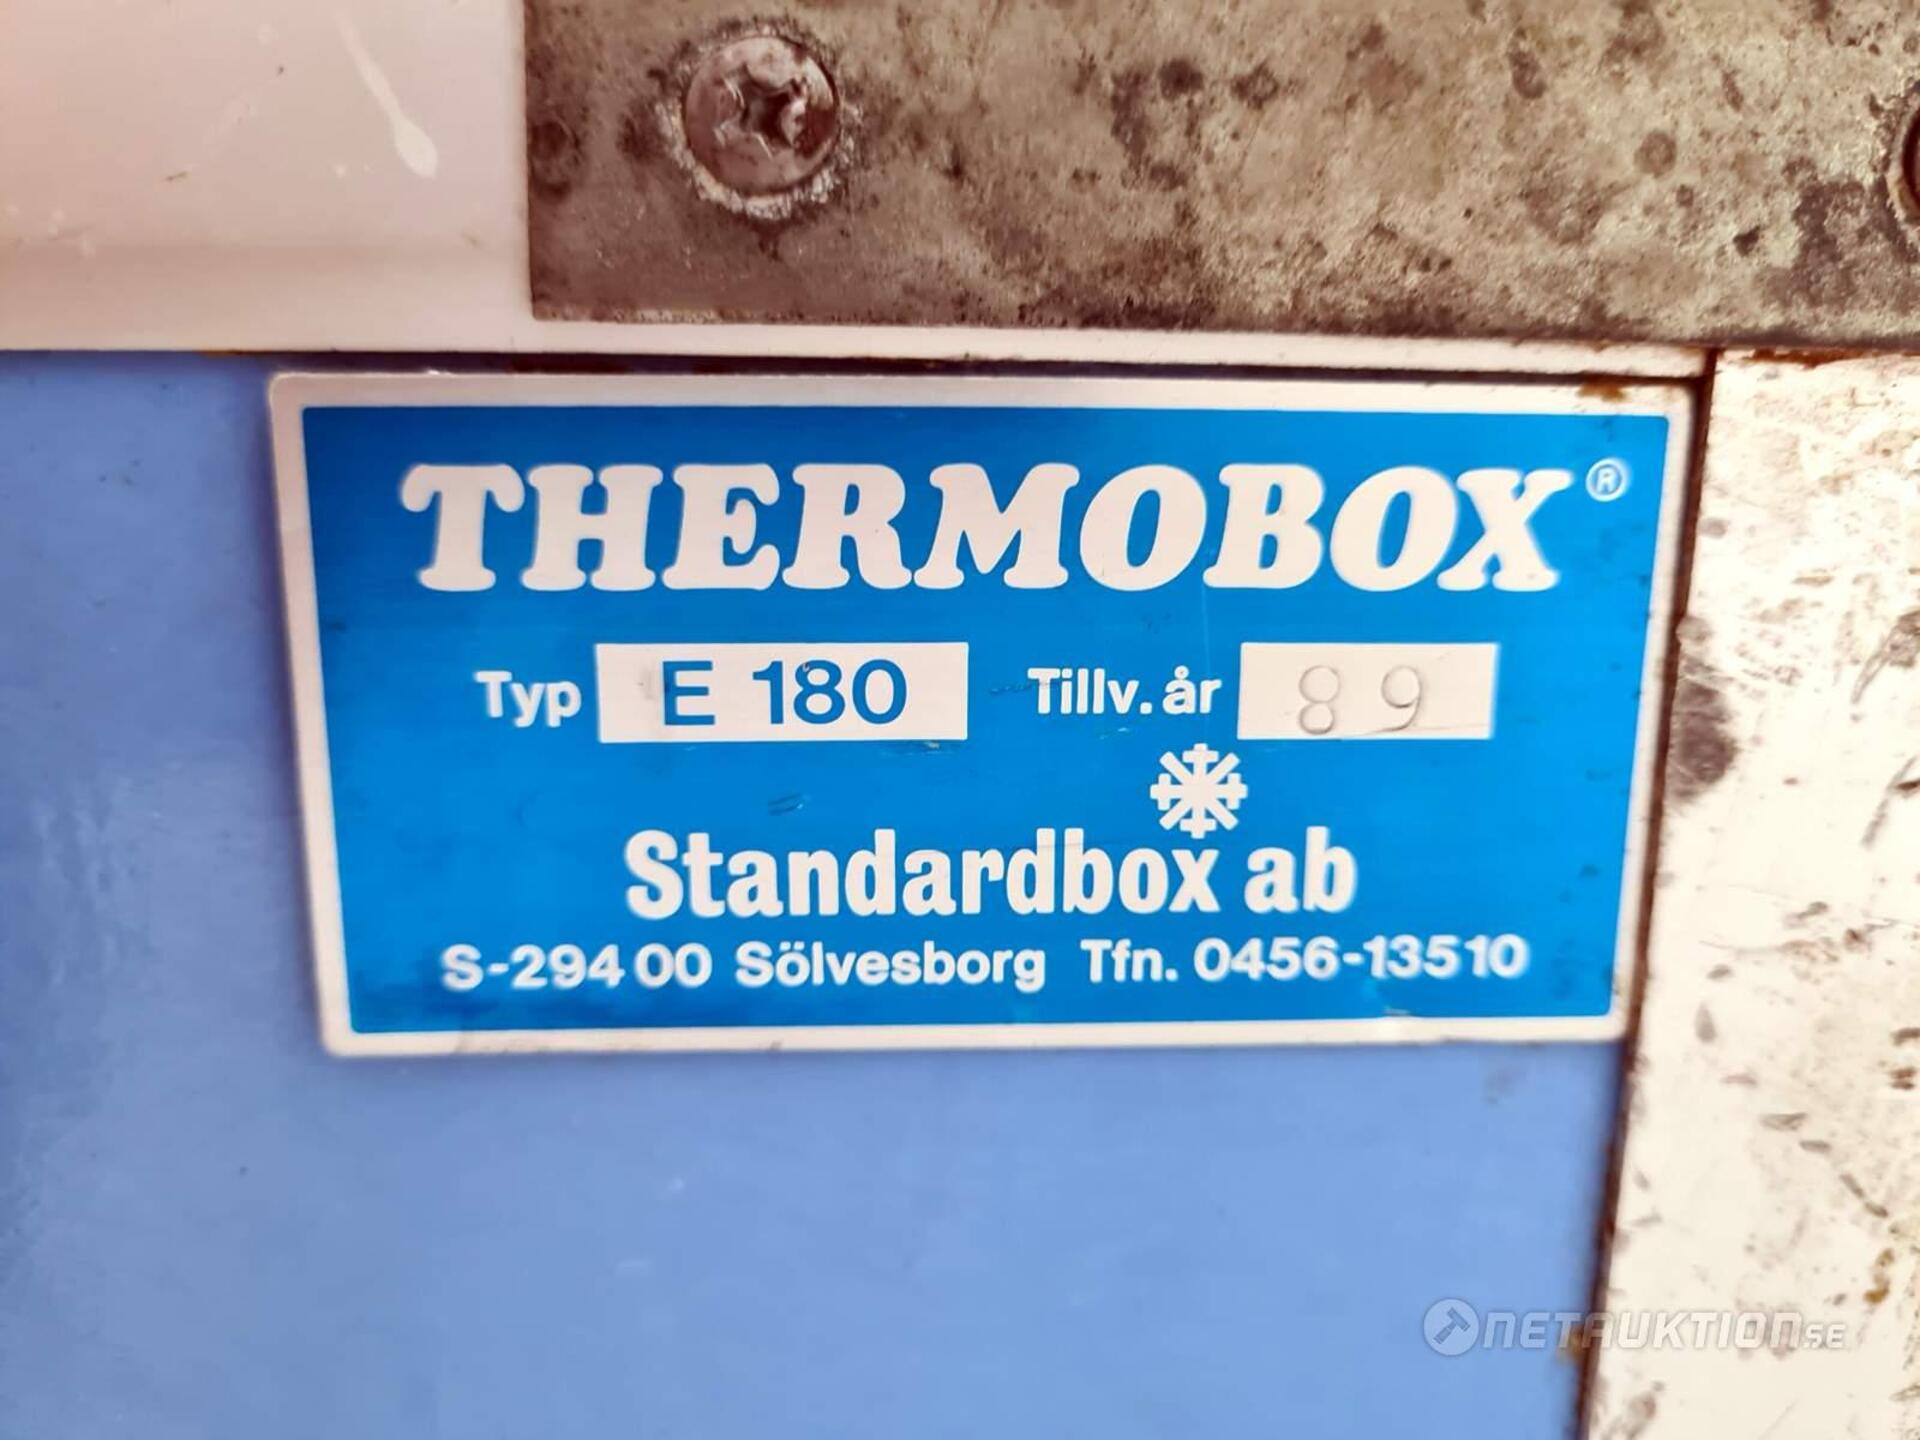 THERMOBOX®
Typ E 180 Tillv. år 89
Standardbox ab
S-294 00 Sölvesborg Tfn. 0456-13510
NETAUKTION.SE